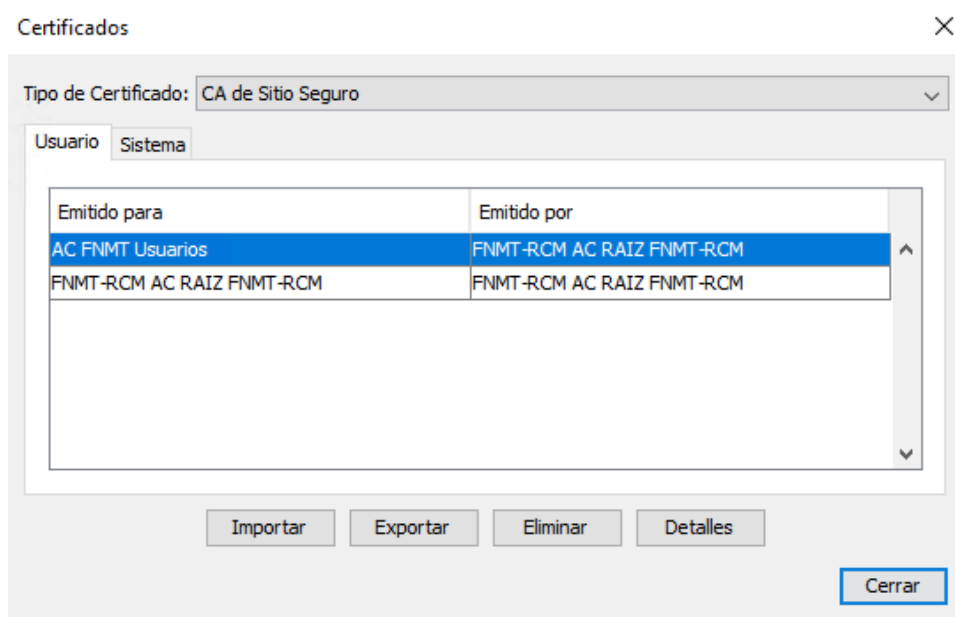 Certificados
Tipo de Certificado: CA de Sitio Seguro
Usuario Sistema
Emitido para Emitido por
AC FNMT Usuarios FNMT-RCM AC RAIZ FNMT-RCM
FNMT-RCM AC RAIZ FNMT-RCM FNMT-RCM AC RAIZ FNMT-RCM
Importar Exportar Eliminar Detalles
Cerrar